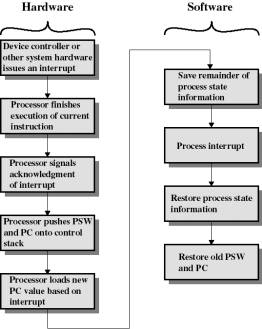 Hardware
Device controller or
other system hardware
issues an interrupt
Processor finishes
execution of current
instruction
Processor signals
acknowledgment
of interrupt
Processor pushes PSW
and PC onto control
stack
Processor loads new
PC value based on
interrupt
Software
Save remainder of
process state
information
Process interrupt
Restore process state
information
Restore old PSW
and PC